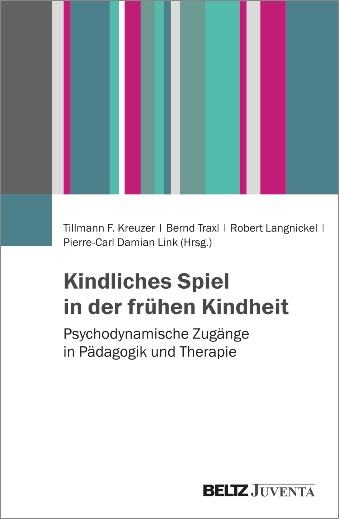 Tillmann F. Kreuzer | Bernd Traxl | Robert Langnickel |
Pierre-Carl Damian Link (Hrsg.)
Kindliches Spiel
in der frühen Kindheit
Psychodynamische Zugänge
in Pädagogik und Therapie
BELTZ JUVENTA